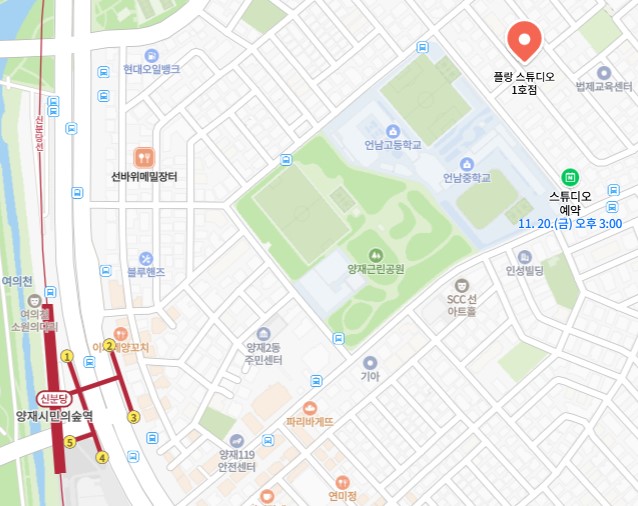 현대오일뱅크
플랑 스튜디오
1호점
법제교육센터
신분당선
언남고등학교
선바위메밀장터
언남중학교
스튜디오
예약
11. 20.(금) 오후 3:00
블루핸즈
양재근린공원
인성빌딩
여의천
SCC 선
아트홀
여의천
소원의다리
1
2
양재2동
주민센터
기아
신분당
양재시민의숲역
3
파리바게뜨
5
4
양재119
안전센터
연미정